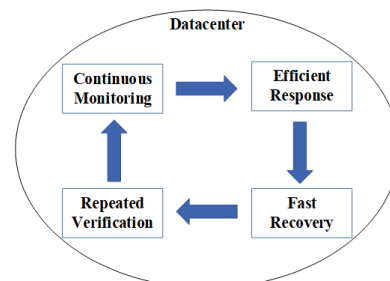 Datacenter
Continuous
Monitoring
Efficient
Response
Repeated
Verification
Fast
Recovery